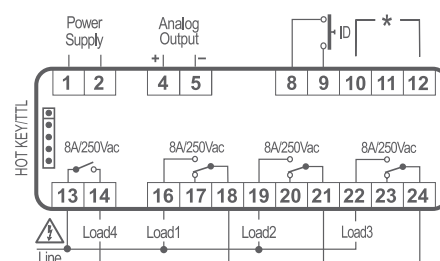 Power
Supply
Analog
Output
+ −
ID
*
1 2 4 5 8 9 10 11 12
HOT KEY/TTL
8A/250Vac 8A/250Vac 8A/250Vac 8A/250Vac
13 14 16 17 18 19 20 21 22 23 24
Load4 Load1 Load2 Load3
Line